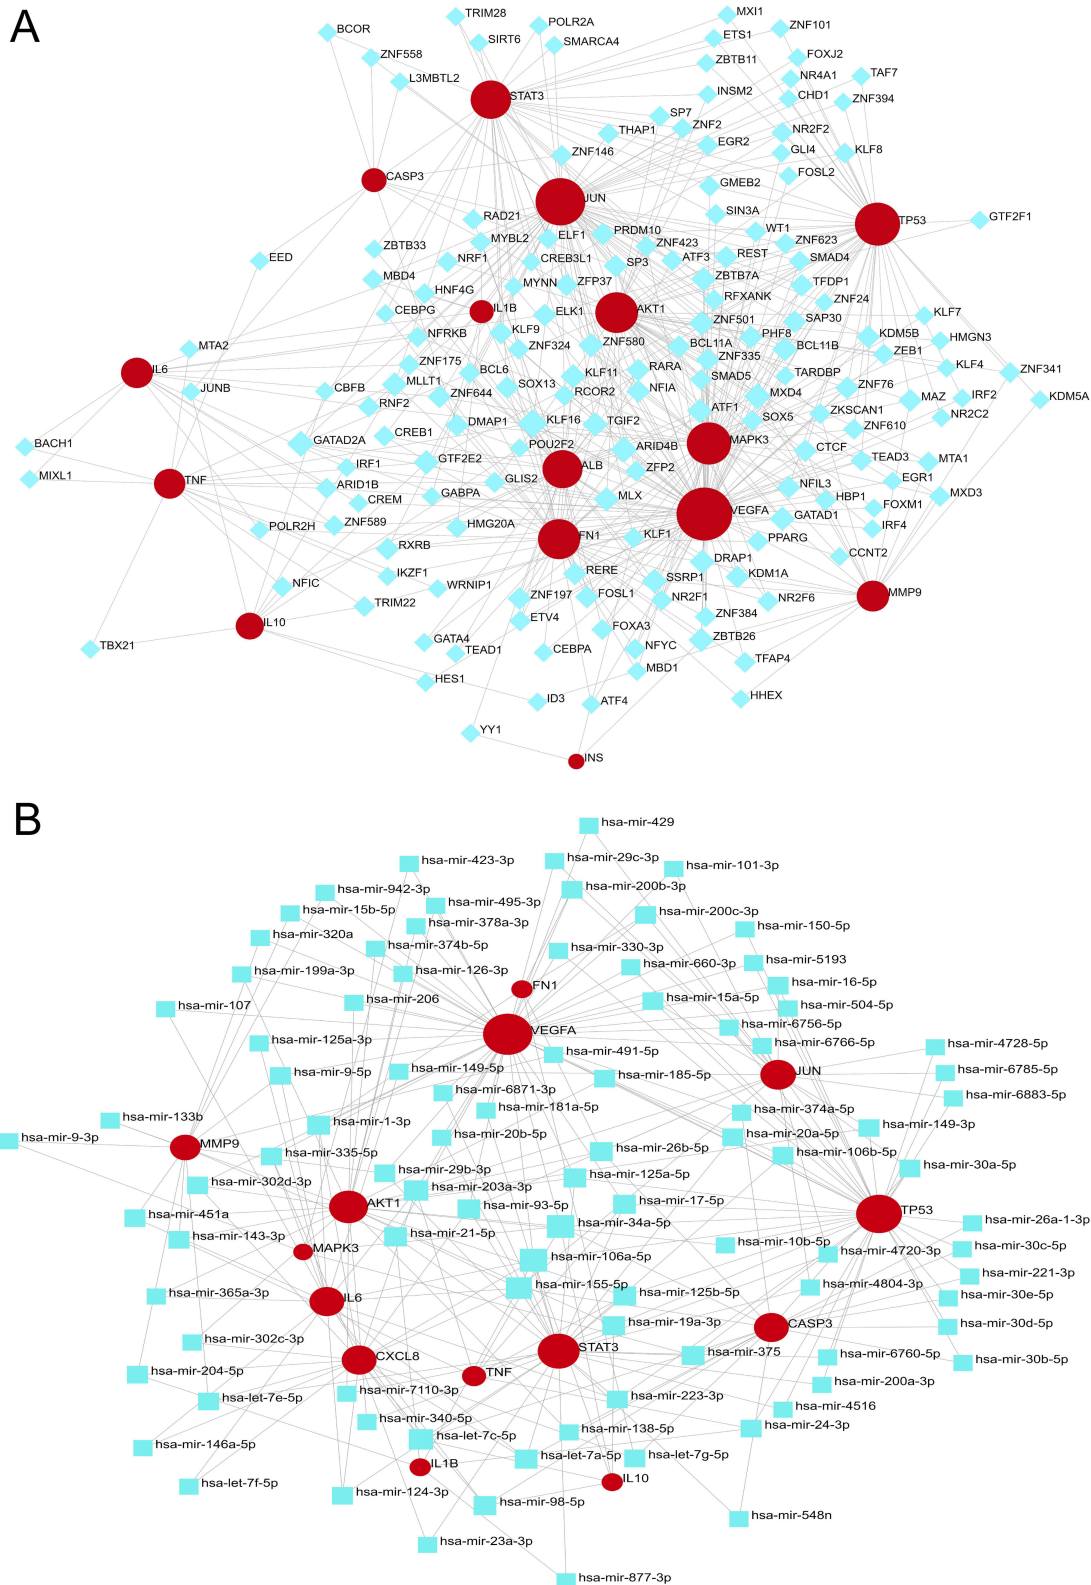 A
TRIM28
MXI1
BCOR
POLR2A
ZNF101
SIRT6
SMARCA4
ETS1
ZNF558
ZBTB11
FOXJ2
L3MBTL2
NR4A1
TAF7
STAT3
INSM2
CHD1
ZNF394
SP7
THAP1
ZNF2
NR2F2
EGR2
ZNF146
GLI4
KLF8
CASP3
FOSL2
GMEB2
JUN
RAD21
SIN3A
TP53
GTF2F1
MYBL2
ELF1
PRDM10
WT1
ZBTB33
ZNF423
ZNF623
EED
NRF1
CREB3L1
SP3
ATF3
REST
SMAD4
MBD4
HNF4G
MYNN
ZFP37
ZBTB7A
TFDP1
CEBPG
IL1B
ELK1
AKT1
RFXANK
ZNF24
NFRKB
KLF9
ZNF501
SAP30
KLF7
MTA2
ZNF324
ZNF580
BCL11A
PHF8
BCL11B
KDM5B
HMGN3
IL6
ZNF175
BCL6
KLF11
RARA
ZNF335
ZEB1
KLF4
ZNF341
JUNB
CBFB
MLLT1
ZNF644
SOX13
RCOR2
NFIA
SMAD5
TARDBP
MXD4
ZNF76
MAZ
IRF2
KDM5A
RNF2
ATF1
SOX5
ZKSCAN1
NR2C2
BACH1
GATAD2A
CREB1
DMAP1
KLF16
TGIF2
ZNF610
POU2F2
ARID4B
MAPK3
CTCF
MIXL1
TNF
IRF1
GTF2E2
ALB
ZFP2
TEAD3
MTA1
ARID1B
GLIS2
NFIL3
EGR1
CREM
GABPA
MLX
VEGFA
HBP1
FOXM1
MXD3
POLR2H
ZNF589
HMG20A
FN1
KLF1
GATAD1
IRF4
RXRB
PPARG
CCNT2
NFIC
IKZF1
WRNIP1
RERE
DRAP1
KDM1A
SSRP1
MMP9
TRIM22
ZNF197
FOSL1
NR2F1
NR2F6
IL10
ETV4
FOXA3
ZNF384
TBX21
GATA4
TEAD1
CEBPA
NFYC
ZBTB26
HES1
MBD1
TFAP4
ID3
ATF4
HHEX
YY1
INS
B
hsa-mir-429
hsa-mir-423-3p
hsa-mir-29c-3p
hsa-mir-101-3p
hsa-mir-942-3p
hsa-mir-200b-3p
hsa-mir-15b-5p
hsa-mir-495-3p
hsa-mir-200c-3p
hsa-mir-320a
hsa-mir-378a-3p
hsa-mir-150-5p
hsa-mir-374b-5p
hsa-mir-330-3p
hsa-mir-199a-3p
hsa-mir-126-3p
hsa-mir-660-3p
hsa-mir-5193
FN1
hsa-mir-16-5p
hsa-mir-107
hsa-mir-206
hsa-mir-15a-5p
hsa-mir-504-5p
VEGFA
hsa-mir-6756-5p
hsa-mir-125a-3p
hsa-mir-491-5p
hsa-mir-6766-5p
hsa-mir-4728-5p
hsa-mir-9-5p
hsa-mir-149-5p
hsa-mir-185-5p
JUN
hsa-mir-6785-5p
hsa-mir-6871-3p
hsa-mir-6883-5p
hsa-mir-133b
hsa-mir-1-3p
hsa-mir-181a-5p
hsa-mir-374a-5p
hsa-mir-149-3p
hsa-mir-9-3p
MMP9
hsa-mir-20b-5p
hsa-mir-20a-5p
hsa-mir-335-5p
hsa-mir-26b-5p
hsa-mir-106b-5p
hsa-mir-29b-3p
hsa-mir-125a-5p
hsa-mir-30a-5p
hsa-mir-302d-3p
hsa-mir-203a-3p
AKT1
hsa-mir-93-5p
hsa-mir-17-5p
TP53
hsa-mir-451a
hsa-mir-34a-5p
hsa-mir-26a-1-3p
hsa-mir-143-3p
hsa-mir-21-5p
hsa-mir-10b-5p
MAPK3
hsa-mir-106a-5p
hsa-mir-4720-3p
hsa-mir-30c-5p
hsa-mir-365a-3p
hsa-mir-155-5p
hsa-mir-125b-5p
hsa-mir-4804-3p
hsa-mir-221-3p
IL6
hsa-mir-30e-5p
hsa-mir-302c-3p
hsa-mir-19a-3p
CASP3
hsa-mir-30d-5p
CXCL8
STAT3
hsa-mir-375
hsa-mir-6760-5p
hsa-mir-30b-5p
hsa-mir-204-5p
TNF
hsa-mir-200a-3p
hsa-let-7e-5p
hsa-mir-7110-3p
hsa-mir-223-3p
hsa-mir-4516
hsa-mir-340-5p
hsa-mir-24-3p
hsa-mir-146a-5p
hsa-let-7c-5p
hsa-mir-138-5p
hsa-let-7a-5p
hsa-let-7g-5p
IL1B
IL10
hsa-let-7f-5p
hsa-mir-124-3p
hsa-mir-98-5p
hsa-mir-548n
hsa-mir-23a-3p
hsa-mir-877-3p